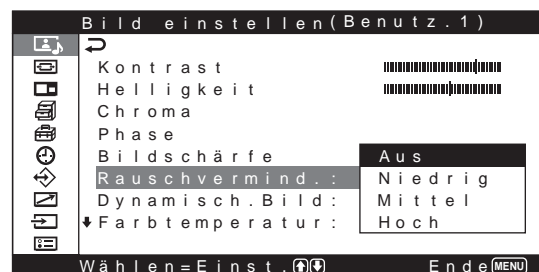 Bild einstellen(Benutz.1)
Kontrast
Helligkeit
Chroma
Phase
Bildschärfe
Rauschvermind.:
Dynamisch.Bild:
Farbtemperatur:
Aus
Niedrig
Mittel
Hoch
Wählen=Einst. Ende MENU